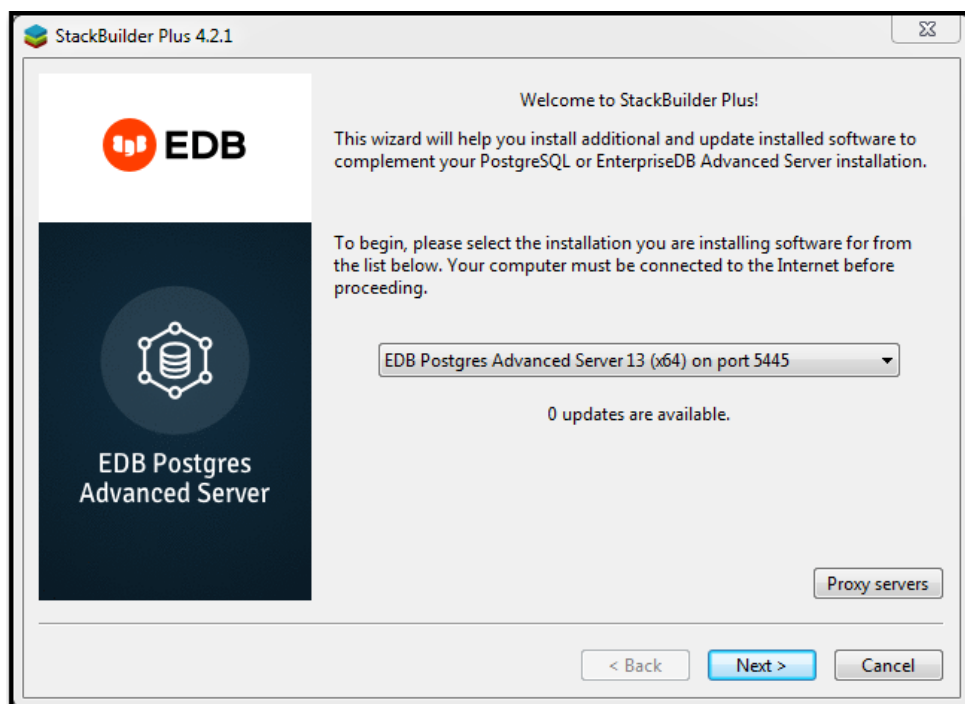 StackBuilder Plus 4.2.1
EDB
EDB Postgres
Advanced Server
Welcome to StackBuilder Plus!
This wizard will help you install additional and update installed software to
complement your PostgreSQL or EnterpriseDB Advanced Server installation.
To begin, please select the installation you are installing software for from
the list below. Your computer must be connected to the Internet before
proceeding.
EDB Postgres Advanced Server 13 (x64) on port 5445
0 updates are available.
Proxy servers
< Back
Next >
Cancel